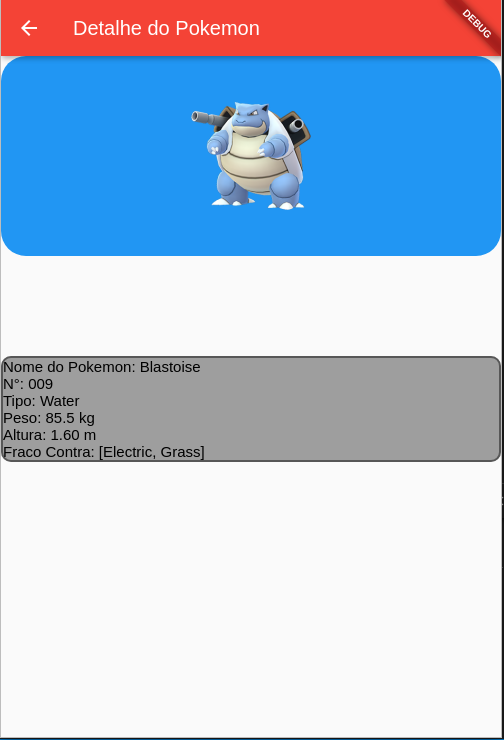 Detalhe do Pokemon
DEBUG
Nome do Pokemon: Blastoise
N°: 009
Tipo: Water
Peso: 85.5 kg
Altura: 1.60 m
Fraco Contra: [Electric, Grass]